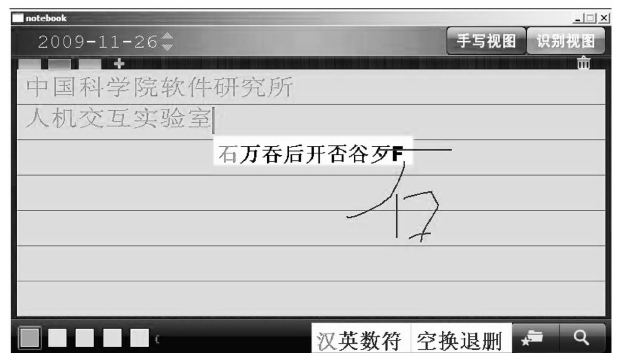 notebook
2009-11-26
手写视图 识别视图
中国科学院软件研究所
人机交互实验室
石万吞后开否谷歹F
汉英数符 空换退删